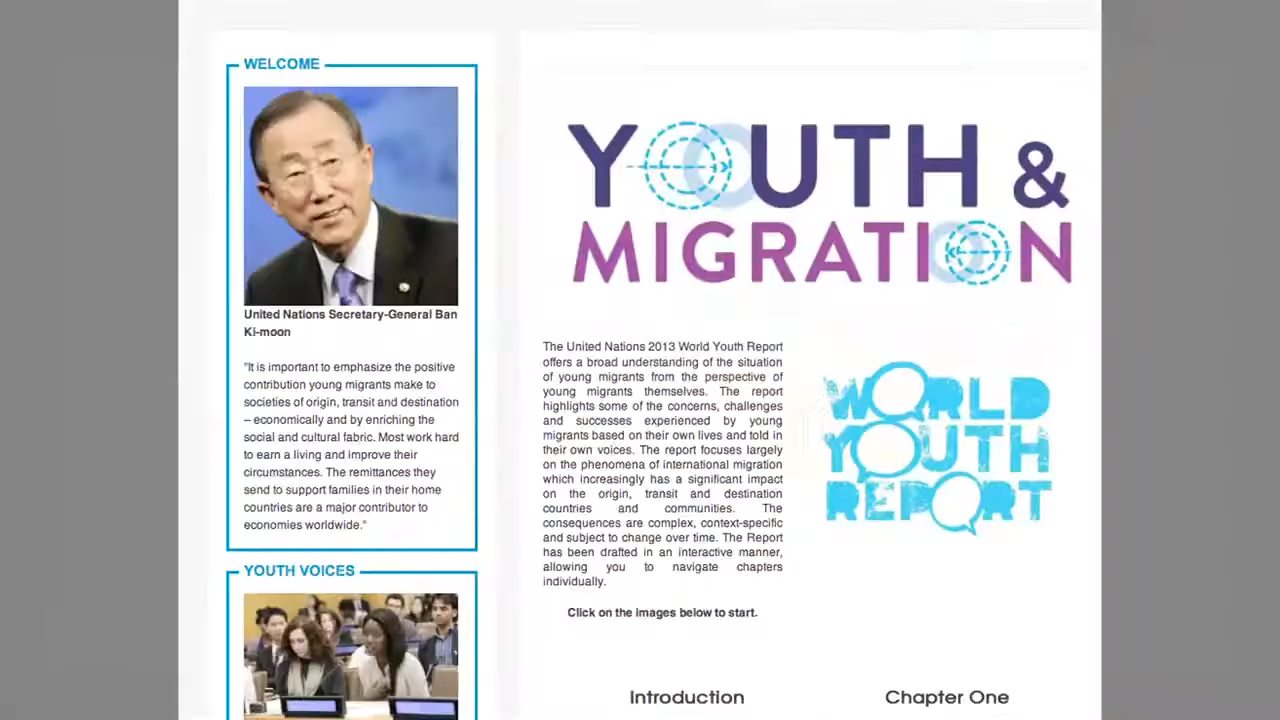 WELCOME
United Nations Secretary-General Ban
Ki-moon
"It is important to emphasize the positive
contribution young migrants make to
societies of origin, transit and destination
– economically and by enriching the
social and cultural fabric. Most work hard
to earn a living and improve their
circumstances. The remittances they
send to support families in their home
countries are a major contributor to
economies worldwide."
YOUTH VOICES
YOUTH &
MIGRATION
The United Nations 2013 World Youth Report
offers a broad understanding of the situation
of young migrants from the perspective of
young migrants themselves. The report
highlights some of the concerns, challenges
and successes experienced by young
migrants based on their own lives and told in
their own voices. The report focuses largely
on the phenomena of international migration
which increasingly has a significant impact
on the origin, transit and destination
countries and communities. The
consequences are complex, context-specific
and subject to change over time. The Report
has been drafted in an interactive manner,
allowing you to navigate chapters
individually.
WORLD
YOUTH
REPORT
Click on the images below to start.
Introduction
Chapter One